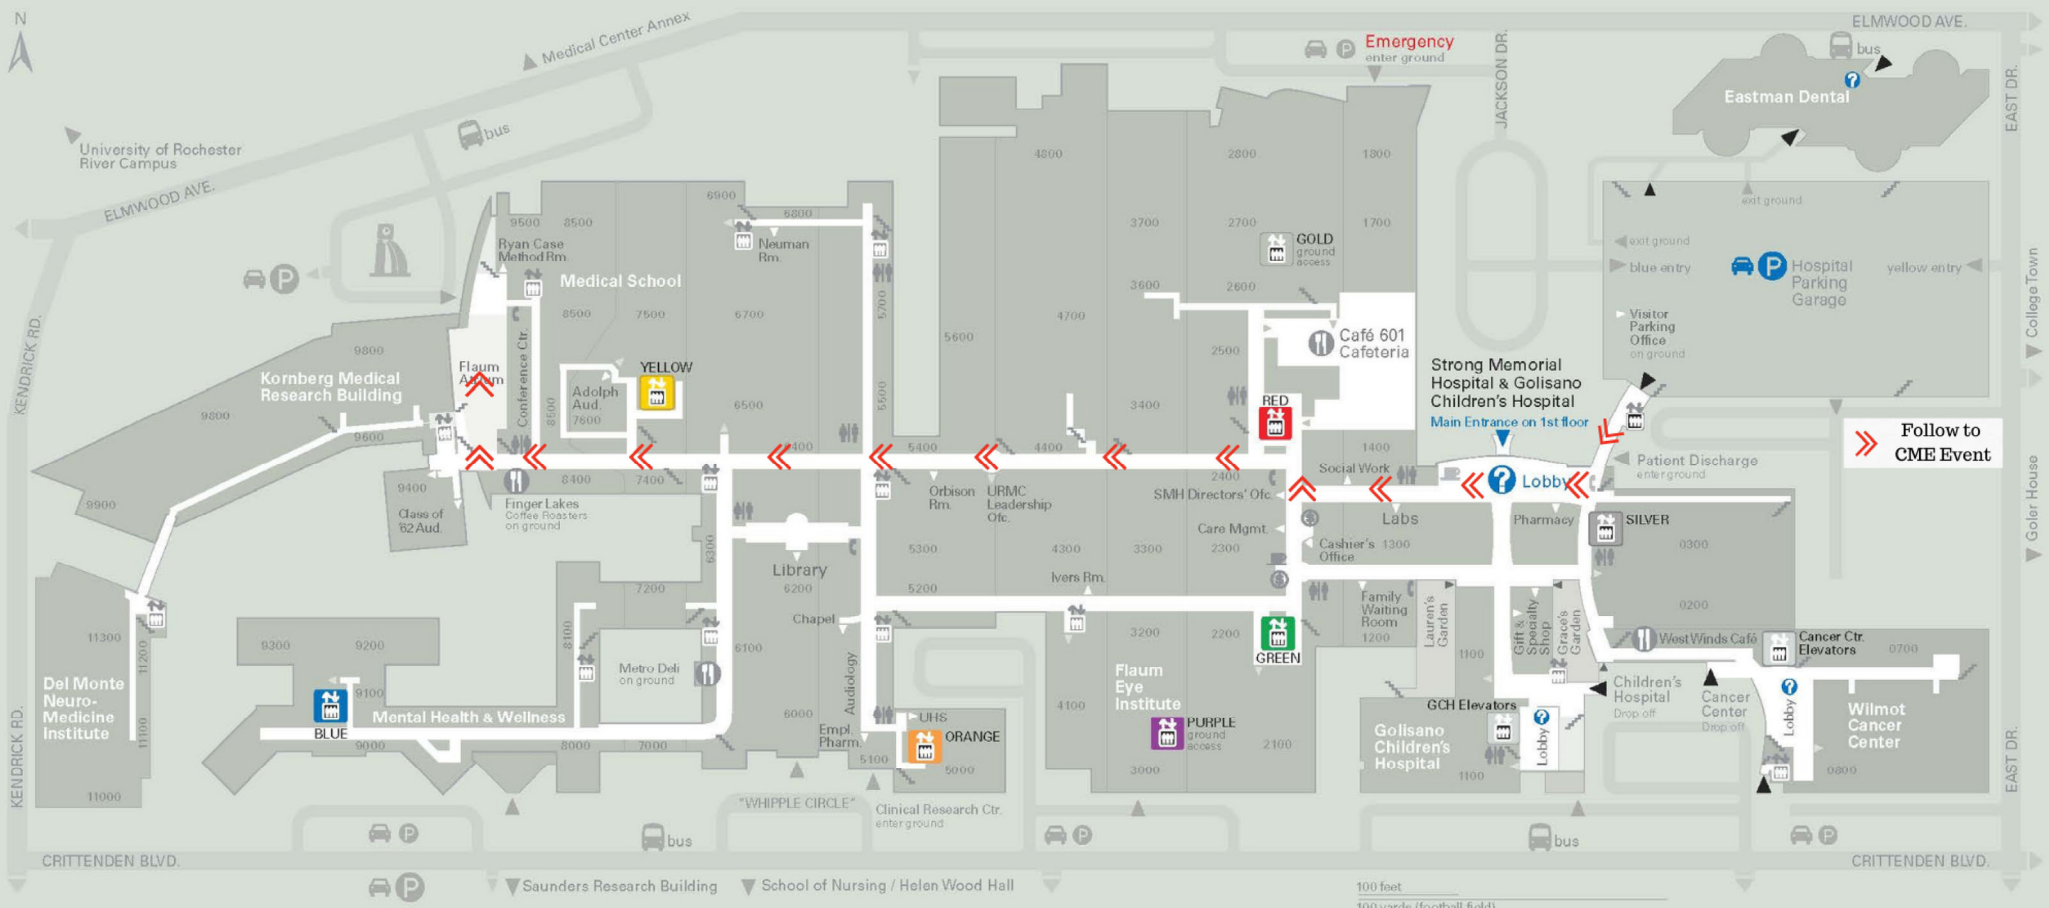 N
ELMWOOD AVE.
Medical Center Annex
Emergency
enter ground
JACKSON DR.
bus
Eastman Dental
EAST DR.
University of Rochester
River Campus
bus
ELMWOOD AVE.
P
4800
2800
1800
exit ground
6900
6800
9500
8500
Ryan Case
Method Rm.
Neuman
Rm.
3700
2700
1700
GOLD
ground
access
exit ground
blue entry
P
Hospital
Parking
Garage
yellow entry
College Town
P
Medical School
5700
3600
2600
8500
7500
6700
4700
Visitor
Parking
Office
on ground
KENDRICK RD.
9800
Flaum
Atrium
Conference Ctr.
5600
2500
Café 601
Cafeteria
Strong Memorial
Hospital & Golisano
Children's Hospital
Main Entrance on 1st floor
Kornberg Medical
Research Building
YELLOW
Adolph
Aud.
7600
8500
6500
5500
3400
RED
9800
9600
5400
4400
1400
Follow to
CME Event
Patient Discharge
enter ground
Social Work
2400
9400
8400
7400
Orbison
Rm.
URMC
Leadership
Ofc.
SMH Directors' Ofc.
Lobby
Goler House
9900
Class of
'62 Aud.
Finger Lakes
Coffee Roasters
on ground
Care Mgmt.
Labs
Pharmacy
SILVER
6300
5300
4300
3300
2300
Cashier's
Office
1300
0300
Library
6200
Ivers Rm.
7200
5200
Family
Waiting
Room
1200
Lauren's
Garden
Gift &
Specialty
Shop
Grace's
Garden
0200
Chapel
11300
11200
9300
9200
8100
6100
3200
2200
GREEN
1100
West Winds Café
Cancer Ctr.
Elevators
0700
Metro Deli
on ground
Audiology
Flaum
Eye
Institute
Del Monte
Neuro-
Medicine
Institute
9100
BLUE
Mental Health & Wellness
6000
UHS
ORANGE
4100
PURPLE
ground
access
GCH Elevators
Children's
Hospital
Drop off
Cancer
Center
Drop off
Lobby
Wilmot
Cancer
Center
11100
9000
8000
7000
Empl.
Pharm.
5100
5000
3000
2100
Golisano
Children's
Hospital
1100
Lobby
0800
KENDRICK RD.
EAST DR.
11000
"WHIPPLE CIRCLE"
Clinical Research Ctr.
enter ground
P
bus
P
bus
P
CRITTENDEN BLVD.
CRITTENDEN BLVD.
P
Saunders Research Building
School of Nursing / Helen Wood Hall
100 feet
100 yards (football field)